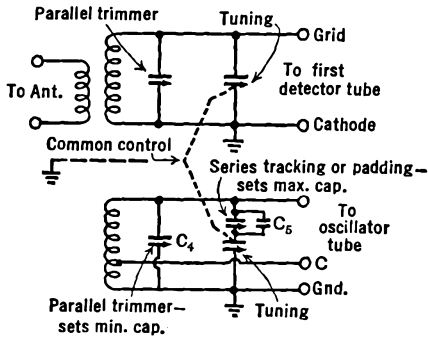 Parallel trimmer
Tuning
Grid
To Ant.
To first
detector tube
Cathode
Common control
Series tracking or padding—
sets max. cap.
C4
C5
To
oscillator
tube
C
Gnd.
Parallel trimmer—
sets min. cap.
Tuning